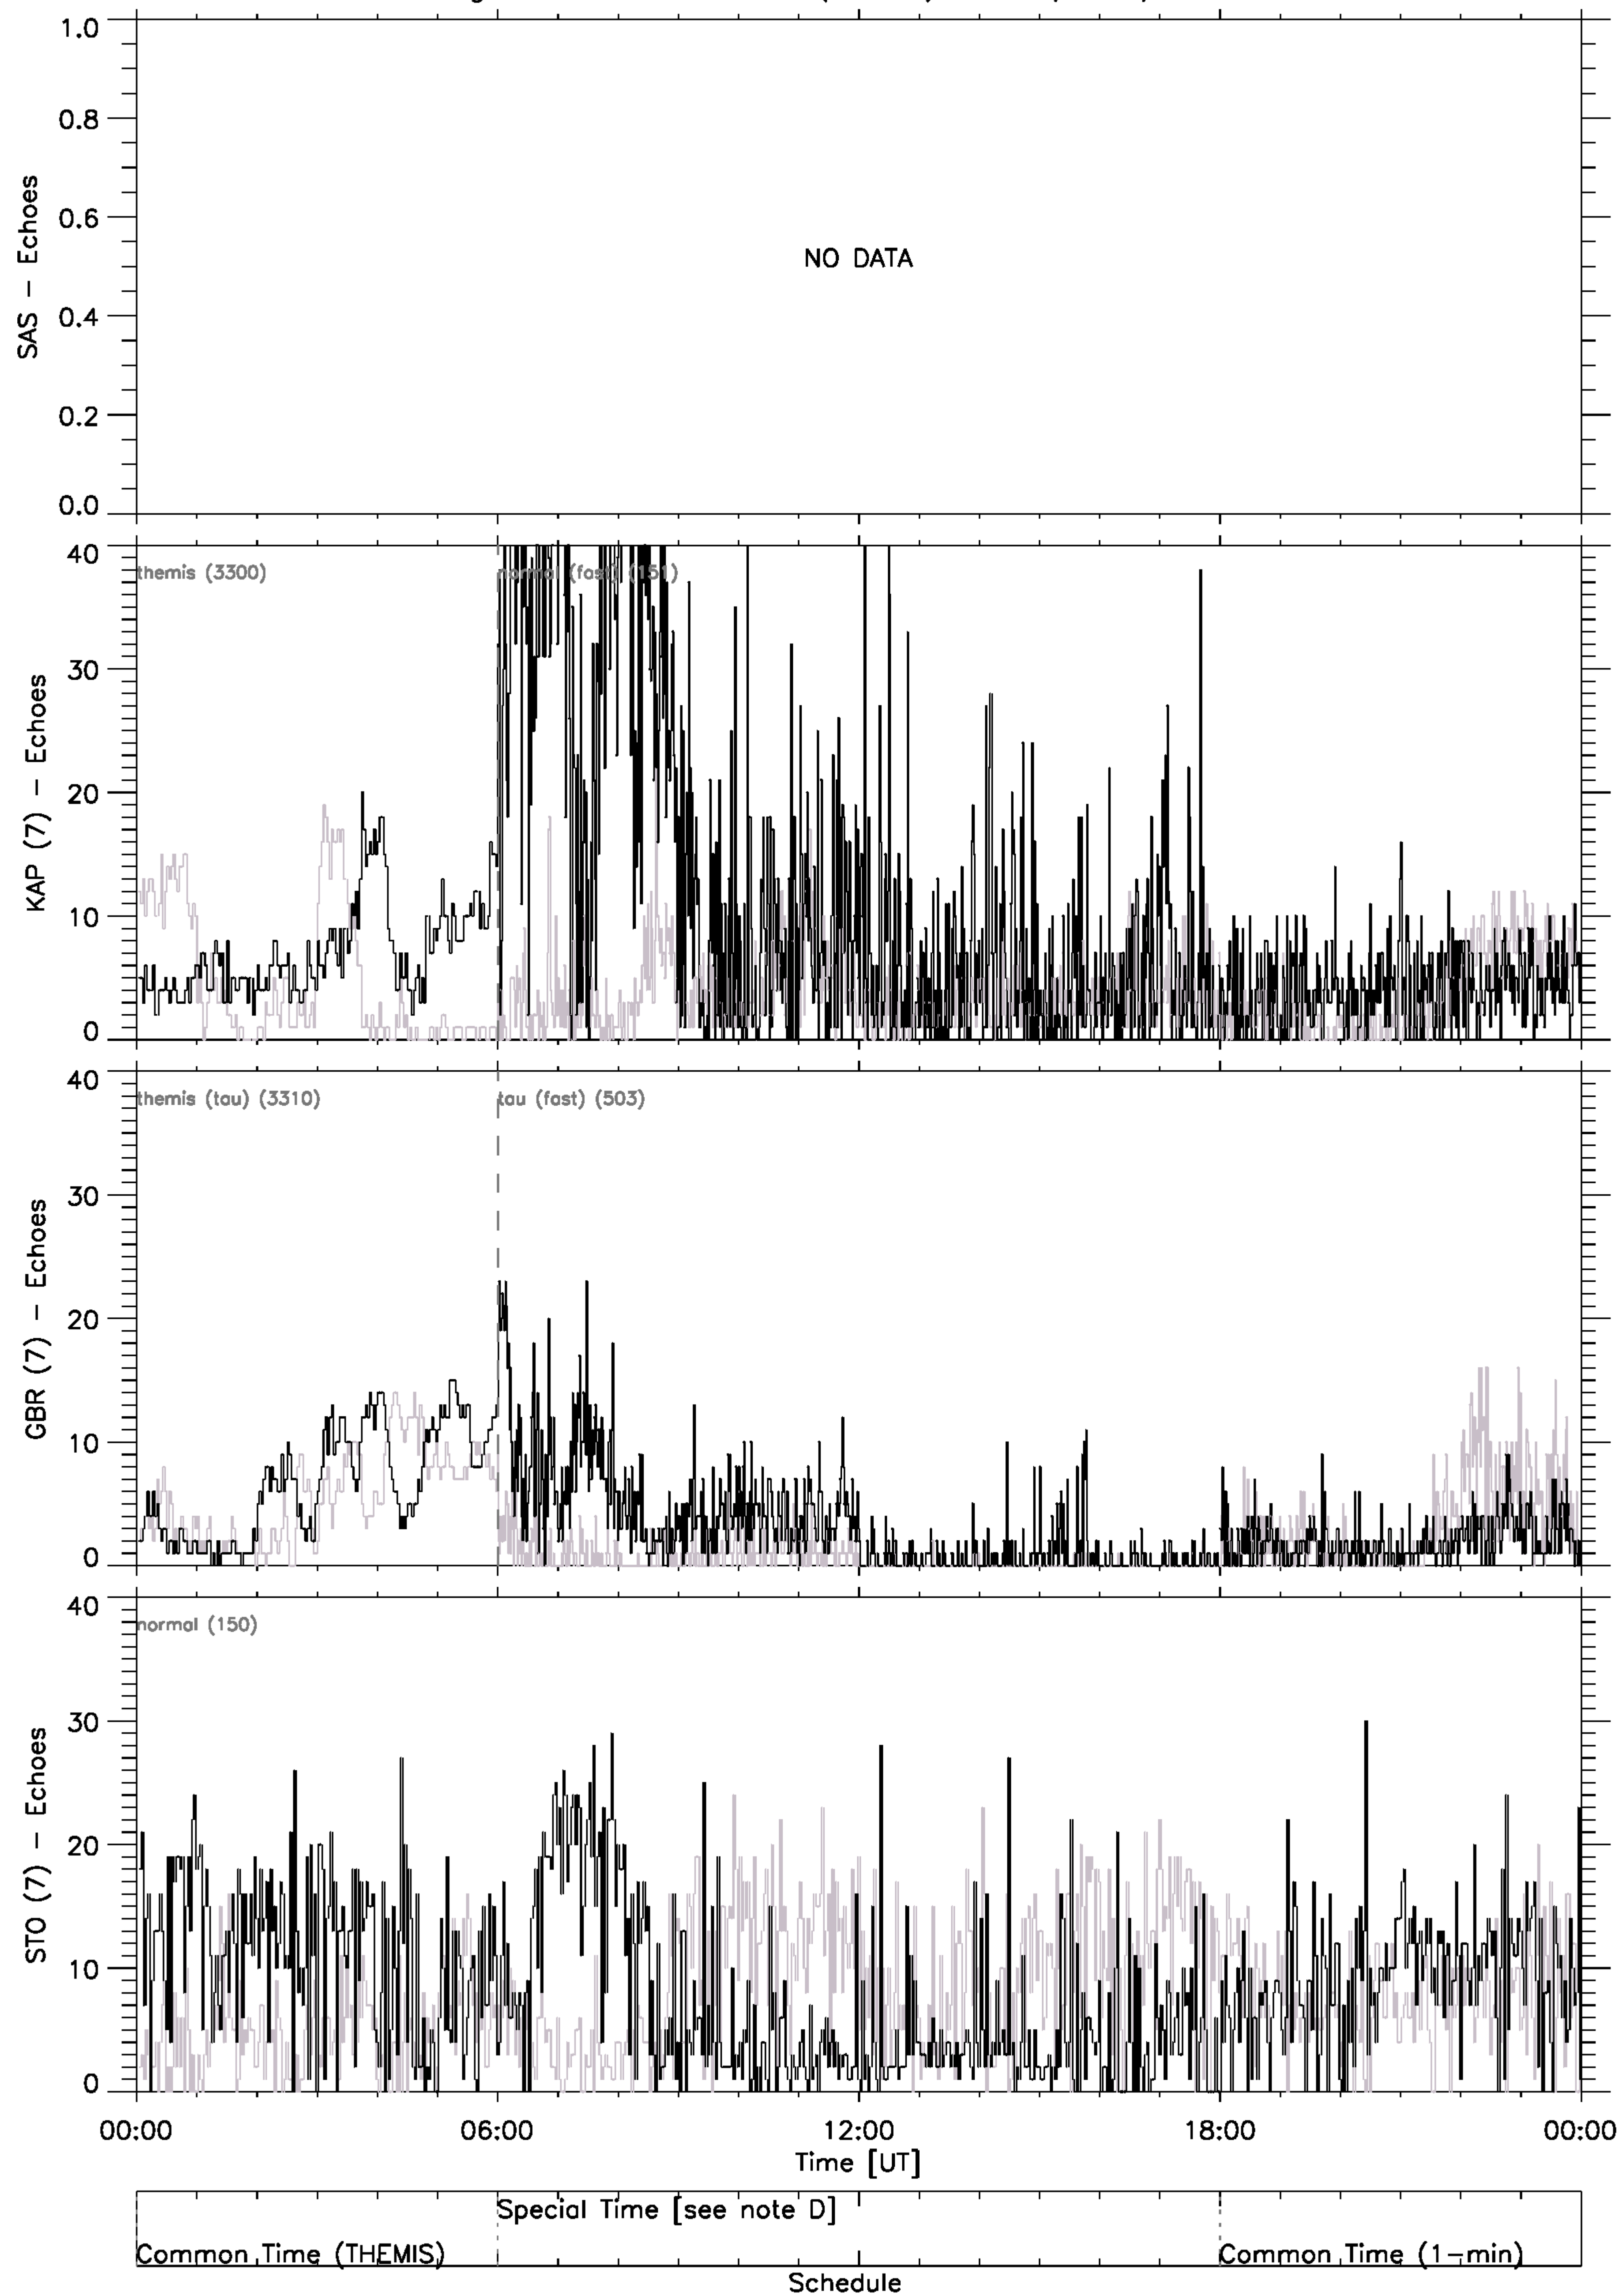 1.0
0.8
0.6
0.4
0.2
0.0
SAS - Echoes
NO DATA
40
30
20
10
0
KAP (7) - Echoes
themis (3300)
normal (fast) (151)
40
30
20
10
0
GBR (7) - Echoes
themis (tau) (3310)
tau (fast) (503)
40
30
20
10
0
STO (7) - Echoes
normal (150)
00:00 06:00 12:00 18:00 00:00
Time [UT]
Special Time [see note D]
Common Time (THEMIS)
Common Time (1-min)
Schedule